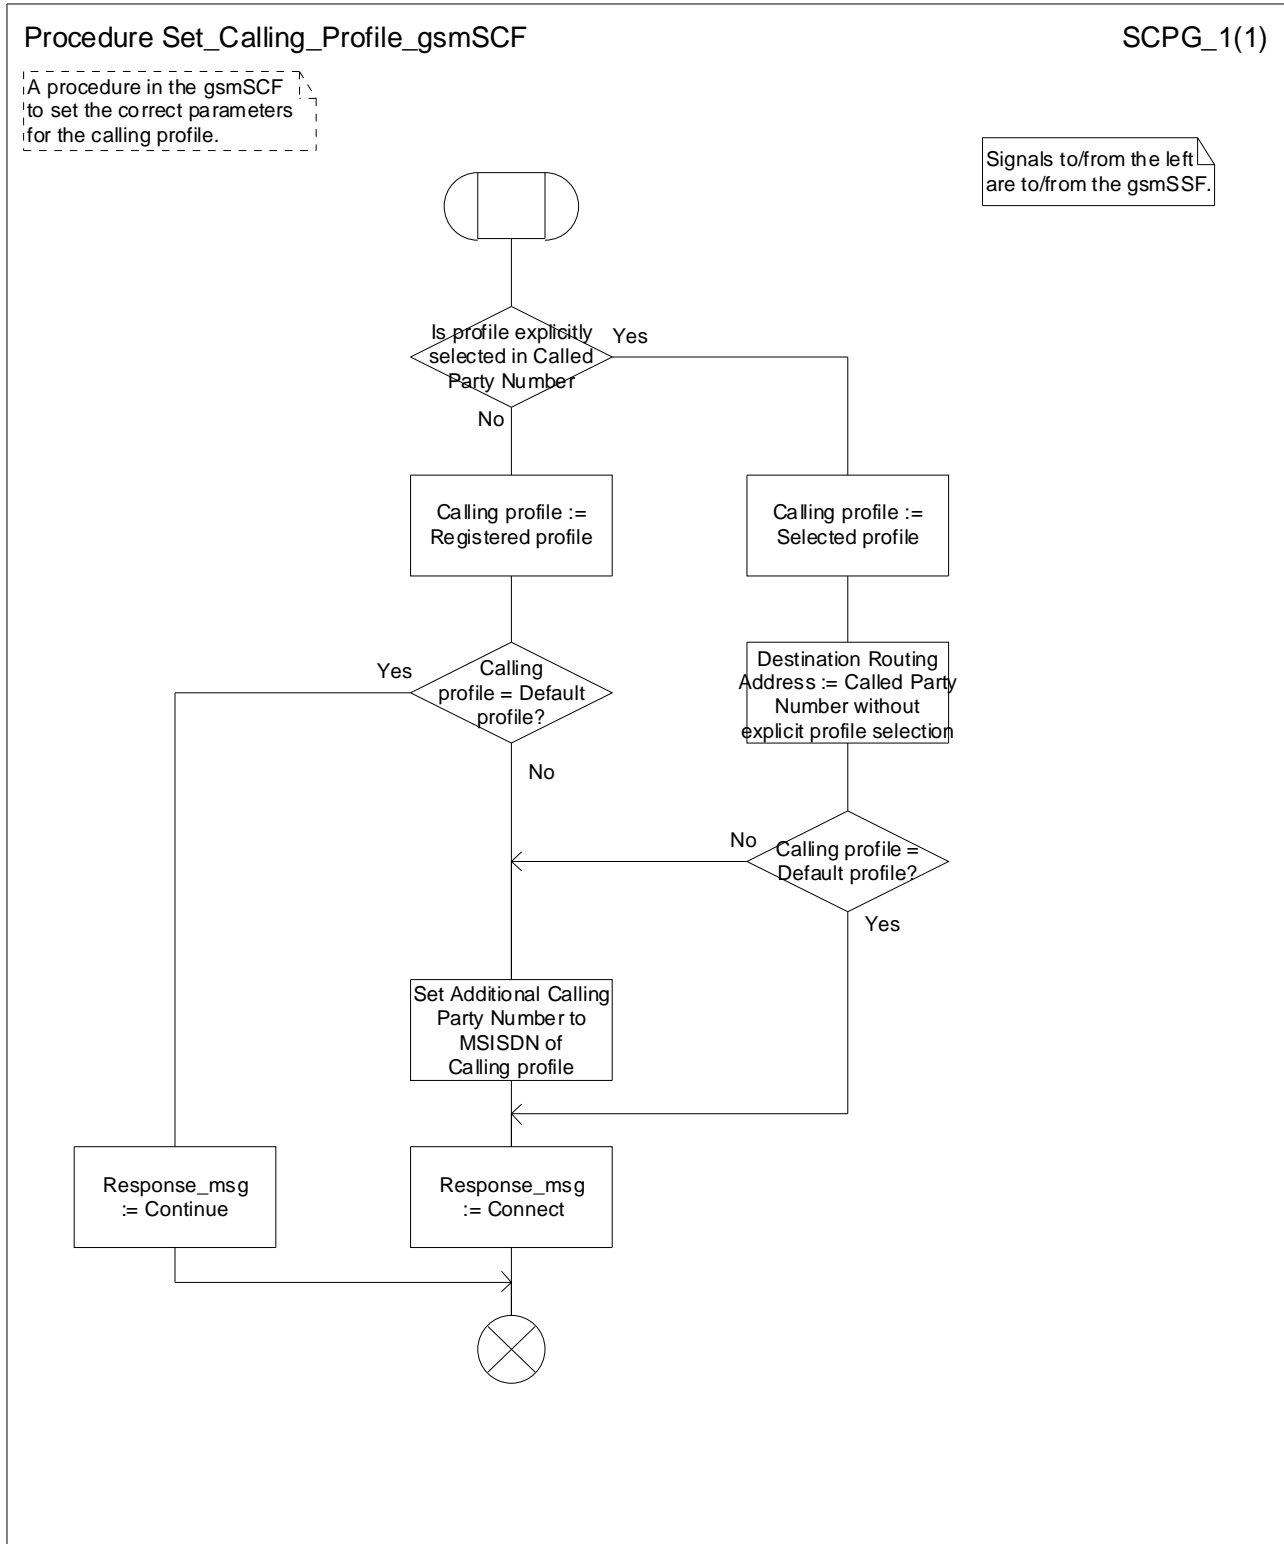 Procedure Set_Calling_Profile_gsmSCF
SCPG_1(1)
A procedure in the gsmSCF
to set the correct parameters
for the calling profile.
Signals to/from the left
are to/from the gsmSSF.
Is profile explicitly
selected in Called
Party Number
Yes
No
Calling profile :=
Registered profile
Calling profile :=
Selected profile
Yes
Calling
profile = Default
profile?
No
Destination Routing
Address := Called Party
Number without
explicit profile selection
No
Calling profile =
Default profile?
Yes
Set Additional Calling
Party Number to
MSISDN of
Calling profile
Response_msg
:= Continue
Response_msg
:= Connect